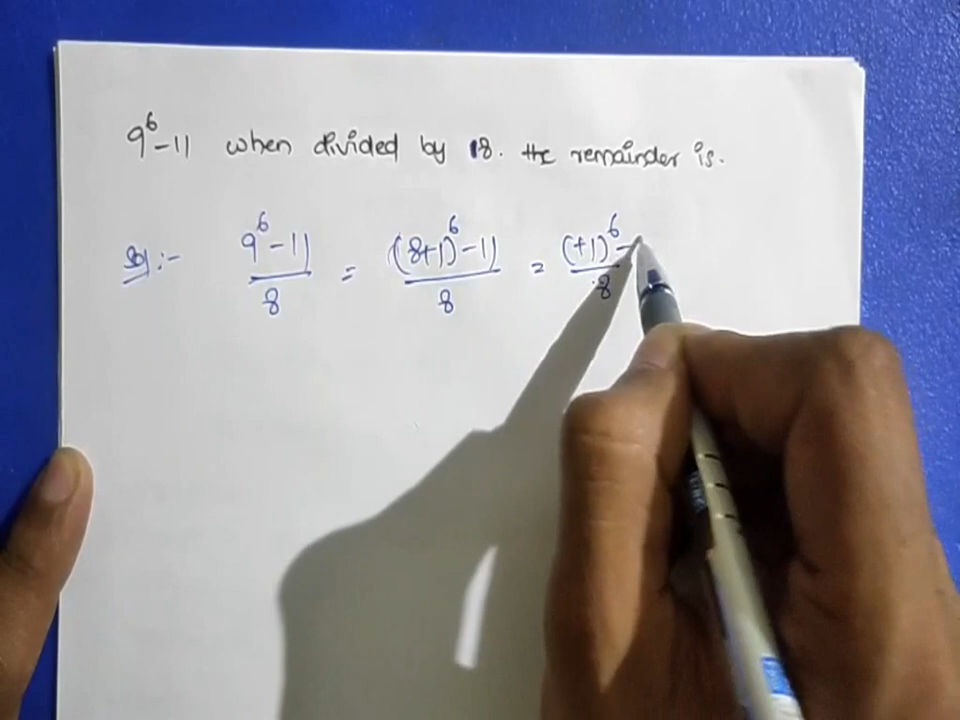 9^6-11 when divided by 18. the remainder is.
Sol:- 9^6-11/8 = (8+1)^6-11/8 = (+1)^6-/8